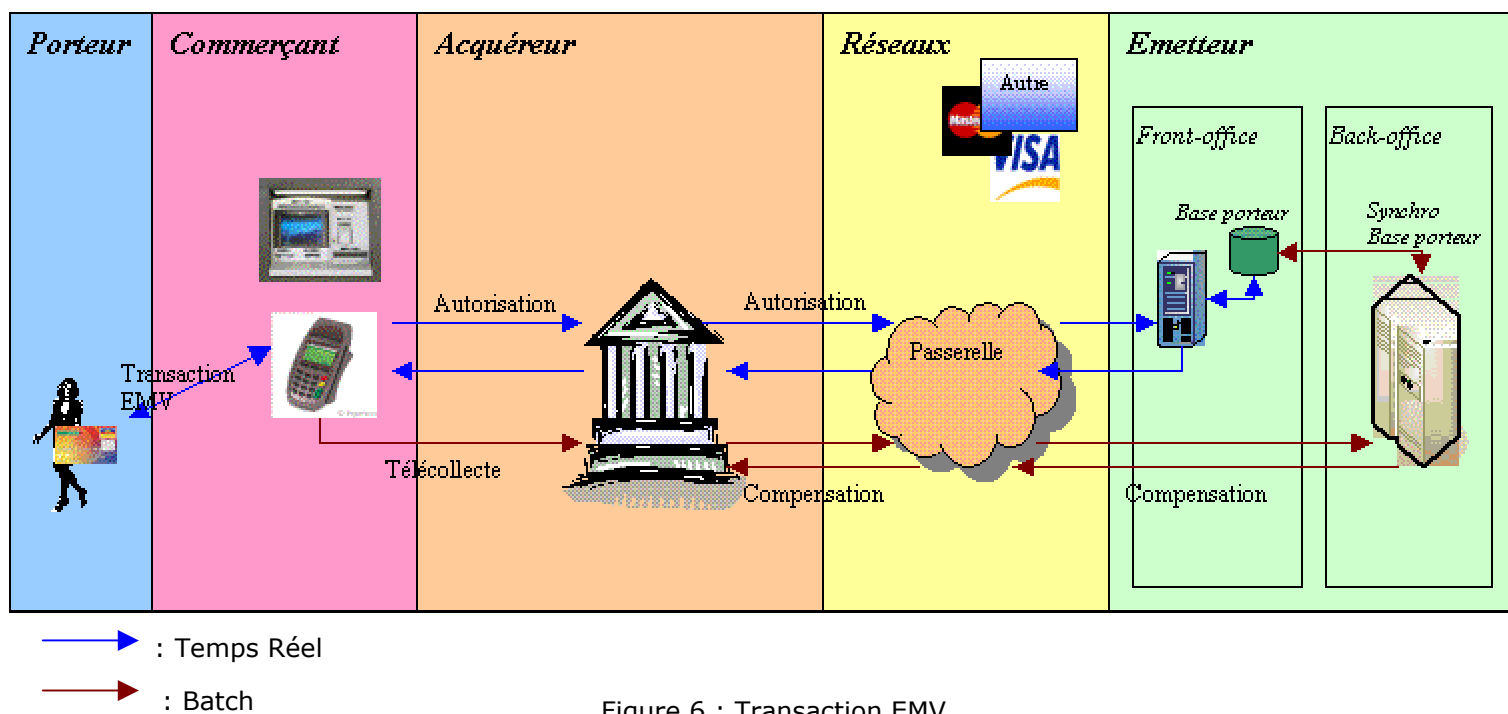 Porteur
Commerçant
Acquéreur
Réseaux
Emetteur
Autre
VISA
Front-office
Back-office
Base porteur
Synchro
Base porteur
Autorisation
Autorisation
Passerelle
Transaction
EMV
Télécollecte
Compensation
Compensation
: Temps Réel
: Batch
Figure 6 : Transaction EMV